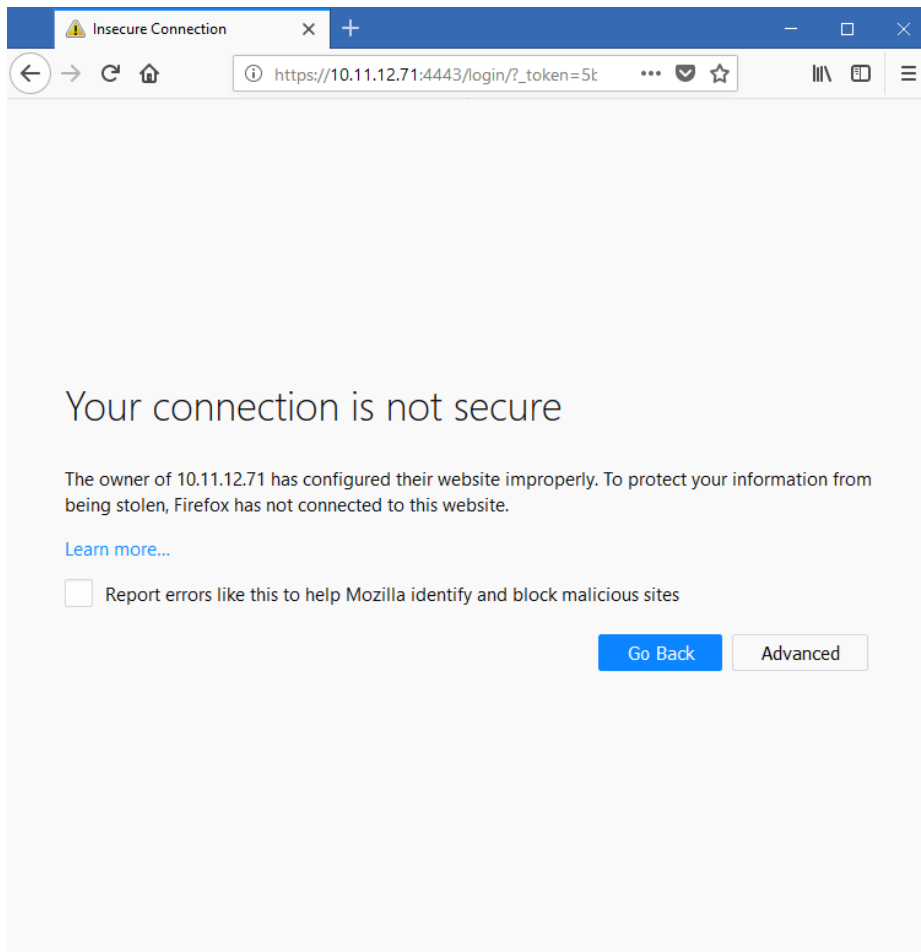 Insecure Connection
https://10.11.12.71:4443/login/?_token=5b
Your connection is not secure
The owner of 10.11.12.71 has configured their website improperly. To protect your information from
being stolen, Firefox has not connected to this website.
Learn more...
Report errors like this to help Mozilla identify and block malicious sites
Go Back Advanced